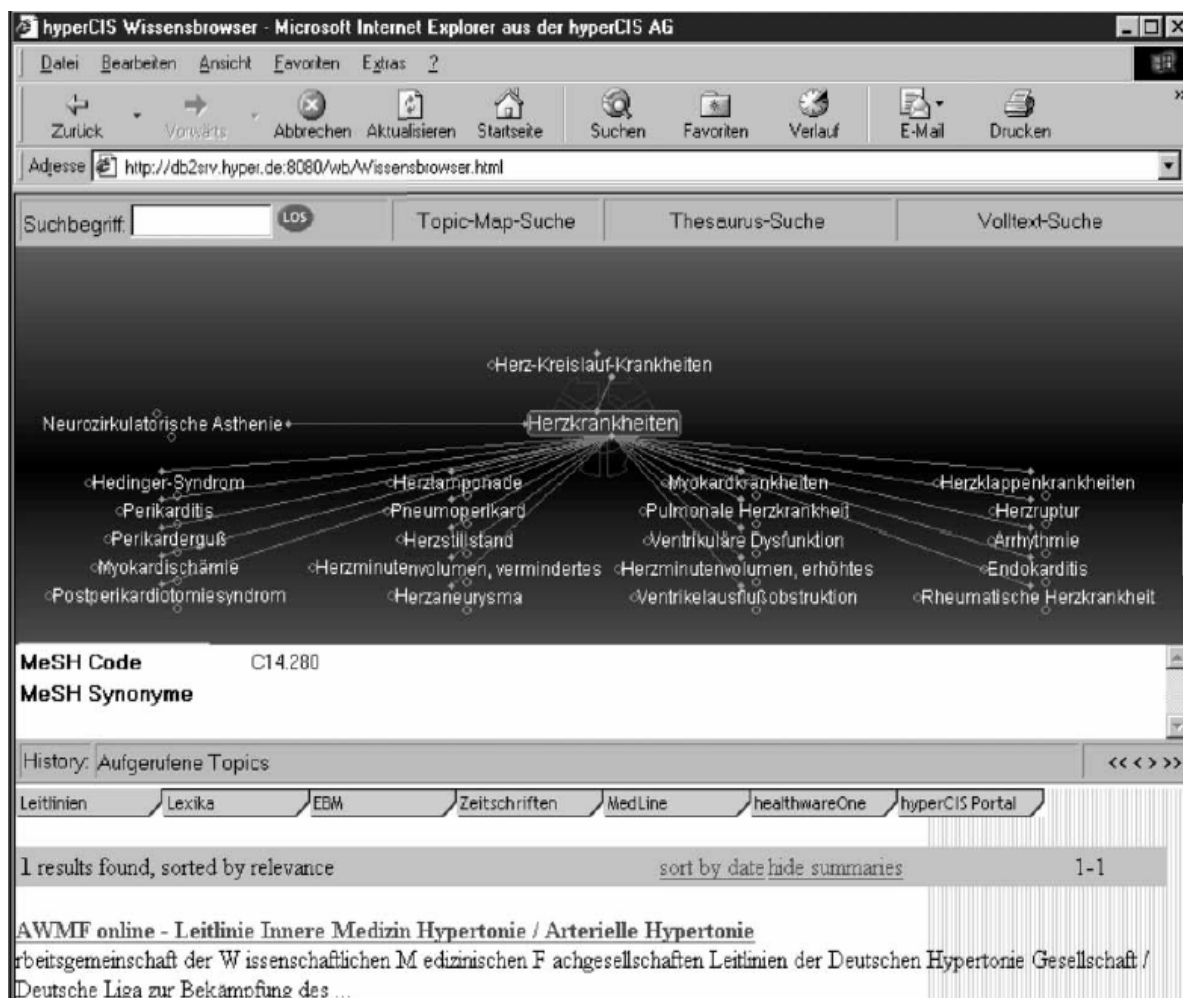 hyperCIS Wissensbrowser - Microsoft Internet Explorer aus der hyperCIS AG
Datei Bearbeiten Ansicht Favoriten Extras ?
Zurück Vorwärts Abbrechen Aktualisieren Startseite Suchen Favoriten Verlauf E-Mail Drucken »
Adresse http://db2srv.hyper.de:8080/wb/Wissensbrowser.html
Suchbegriff: LOS Topic-Map-Suche Thesaurus-Suche Volltext-Suche
Herz-Kreislauf-Krankheiten
Neurozirkulatorische Asthenie Herzkrankheiten
Hedinger-Syndrom Herztamponade Myokardkrankheiten Herzklappenkrankheiten
Perikarditis Pneumoperikard Pulmonale Herzkrankheit Herzruptur
Perikarderguß Herzstillstand Ventrikuläre Dysfunktion Arrhythmie
Myokardischämie Herzminutenvolumen, vermindertes Herzminutenvolumen, erhöhtes Endokarditis
Postperikardiotomiesyndrom Herzaneurysma Ventrikelausflußobstruktion Rheumatische Herzkrankheit
MeSH Code C14.280
MeSH Synonyme
History: Aufgerufene Topics << < > >>
Leitlinien Lexika EBM Zeitschriften MedLine healthwareOne hyperCIS Portal
1 results found, sorted by relevance sort by date hide summaries 1-1
AWMF online - Leitlinie Innere Medizin Hypertonie / Arterielle Hypertonie
rbeitsgemeinschaft der W issenschaftlichen M edizinischen F achgesellschaften Leitlinien der Deutschen Hypertonie Gesellschaft /
Deutsche Liga zur Bekämpfung des ...